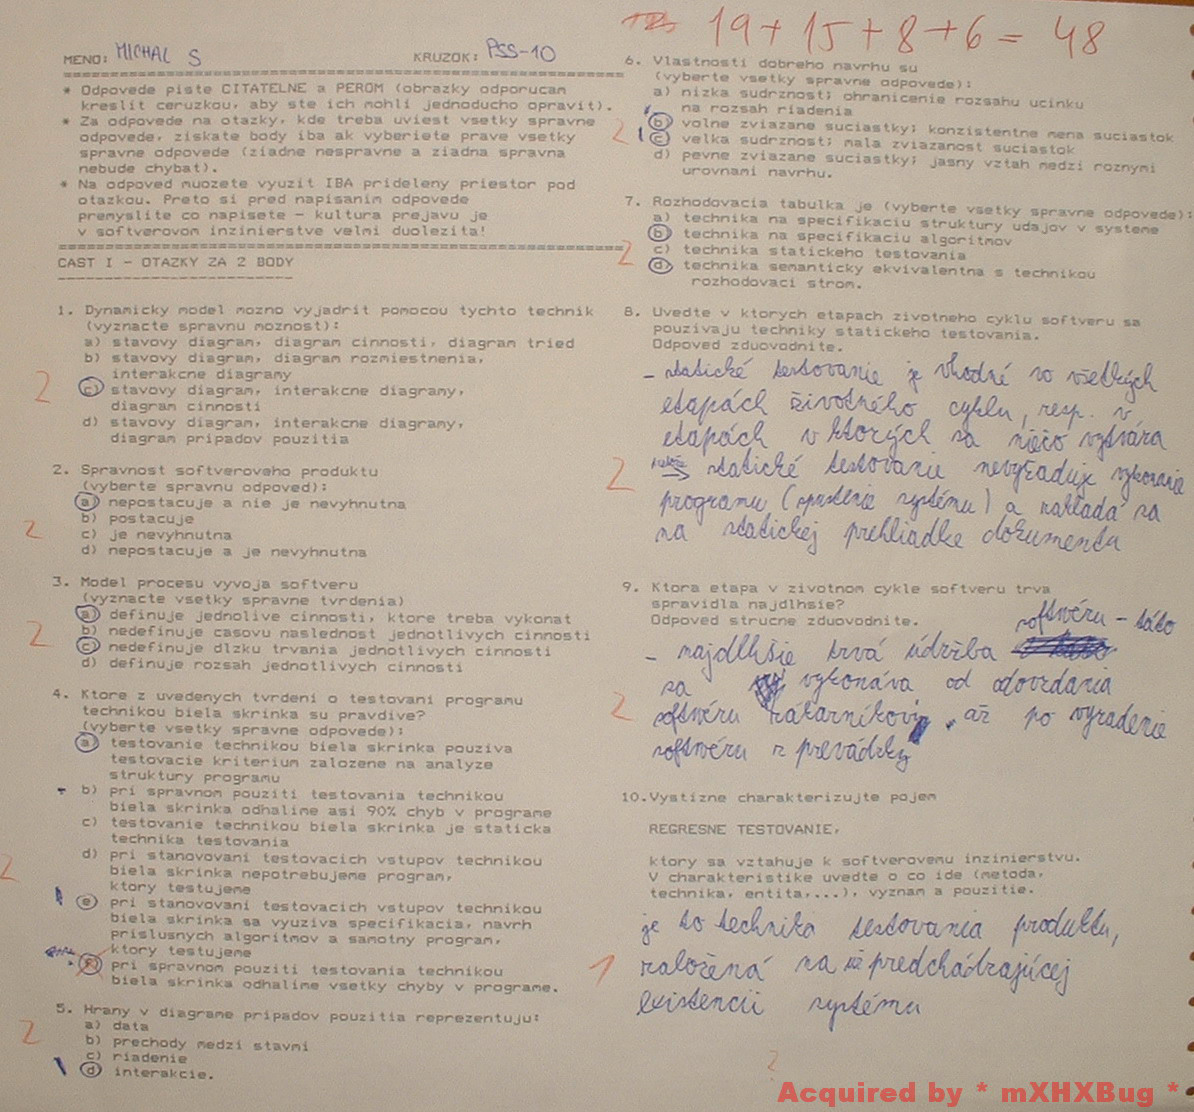 19 + 15 + 8 + 6 = 48
MENO: MICHAL S KRUZOK: PSS-10
* Odpovede piste CITATELNE a PEROM (obrazky odporucam
kreslit ceruzkou, aby ste ich mohli jednoducho opravit).
* Za odpovede na otazky, kde treba uviest vsetky spravne
odpovede, ziskate body iba ak vyberiete prave vsetky
spravne odpovede (ziadne nespravne a ziadna spravna
nebude chybat).
* Na odpoved muozete vyuzit IBA prideleny priestor pod
otazkou. Preto si pred napisanim odpovede
premyslite co napisete - kultura prejavu je
v softverovom inzinierstve velmi duolezita!
CAST I - OTAZKY ZA 2 BODY
1. Dynamicky model mozno vyjadrit pomocou tychto technik
(vyznacte spravnu moznost):
a) stavovy diagram, diagram cinnosti, diagram tried
b) stavovy diagram, diagram rozmiestnenia,
interakcne diagramy
2 c) stavovy diagram, interakcne diagramy,
diagram cinnosti
d) stavovy diagram, interakcne diagramy,
diagram pripadov pouzitia
2. Spravnost softveroveho produktu
(vyberte spravnu odpoved):
a) nepostacuje a nie je nevyhnutna
b) postacuje
2 c) je nevyhnutna
d) nepostacuje a je nevyhnutna
3. Model procesu vyvoja softveru
(vyznacte vsetky spravne tvrdenia)
a) definuje jednolive cinnosti, ktore treba vykonat
2 b) nedefinuje casovu naslednost jednotlivych cinnosti
c) nedefinuje dlzku trvania jednotlivych cinnosti
d) definuje rozsah jednotlivych cinnosti
4. Ktore z uvedenych tvrdeni o testovani programu
technikou biela skrinka su pravdive?
(vyberte vsetky spravne odpovede):
a) testovanie technikou biela skrinka pouziva
testovacie kriterium zalozene na analyze
struktury programu
b) pri spravnom pouziti testovania technikou
biela skrinka odhalime asi 90% chyb v programe
c) testovanie technikou biela skrinka je staticka
technika testovania
d) pri stanovovani testovacich vstupov technikou
2 biela skrinka nepotrebujeme program,
ktory testujeme
e) pri stanovovani testovacich vstupov technikou
biela skrinka sa vyuziva specifikacia, navrh
prislusnych algoritmov a samotny program,
ktory testujeme
f) pri spravnom pouziti testovania technikou
biela skrinka odhalime vsetky chyby v programe.
5. Hrany v diagrame pripadov pouzitia reprezentuju:
2 a) data
b) prechody medzi stavmi
c) riadenie
d) interakcie.
6. Vlastnosti dobreho navrhu su
(vyberte vsetky spravne odpovede):
a) nizka sudrznost; ohranicenie rozsahu ucinku
na rozsah riadenia
2 b) volne zviazane suciastky; konzistentne mena suciastok
c) velka sudrznost; mala zviazanost suciastok
d) pevne zviazane suciastky; jasny vztah medzi roznymi
urovnami navrhu.
7. Rozhodovacia tabulka je (vyberte vsetky spravne odpovede):
a) technika na specifikaciu struktury udajov v systeme
b) technika na specifikaciu algoritmov
2 c) technika statickeho testovania
d) technika semanticky ekvivalentna s technikou
rozhodovaci strom.
8. Uvedte v ktorych etapach zivotneho cyklu softveru sa
pouzivaju techniky statickeho testovania.
Odpoved zduovodnite.
- statické testovanie je vhodné vo všetkých
etapách životného cyklu, resp. v
etapách v ktorých sa niečo vytvára
2 statické testovanie nevyžaduje vykonanie
programu (spustenie systému) a zakladá sa
na statickej prehliadke dokumentu
9. Ktora etapa v zivotnom cykle softveru trva
spravidla najdlhsie?
Odpoved strucne zduovodnite.
- najdlhšie trvá údržba softvéru - táto
sa vykonáva od odovzdania
2 softvéru zákazníkovi, až po vyradenie
softvéru z prevádzky
10. Vystizne charakterizujte pojem
REGRESNE TESTOVANIE,
ktory sa vztahuje k softverovemu inzinierstvu.
V charakteristike uvedte o co ide (metoda,
technika, entita,...), vyznam a pouzitie.
je to technika testovania produktu,
1 založená na už predchádzajúcej
existencii systému
2
Acquired by * mXHXBug *